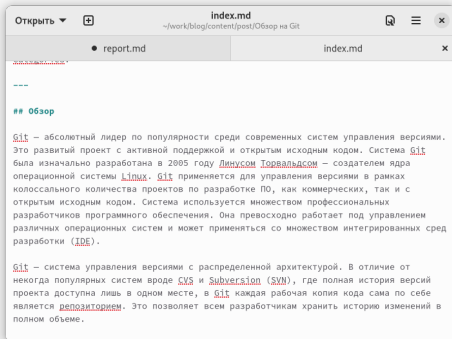 Открыть
index.md
~/work/blog/content/post/Обзор на Git
report.md
index.md
---
## Обзор
Git — абсолютный лидер по популярности среди современных систем управления версиями.
Это развитый проект с активной поддержкой и открытым исходным кодом. Система Git
была изначально разработана в 2005 году Линусом Торвальдсом — создателем ядра
операционной системы Linux. Git применяется для управления версиями в рамках
колоссального количества проектов по разработке ПО, как коммерческих, так и с
открытым исходным кодом. Система используется множеством профессиональных
разработчиков программного обеспечения. Она превосходно работает под управлением
различных операционных систем и может применяться со множеством интегрированных сред
разработки (IDE).
Git — система управления версиями с распределенной архитектурой. В отличие от
некогда популярных систем вроде CVS и Subversion (SVN), где полная история версий
проекта доступна лишь в одном месте, в Git каждая рабочая копия кода сама по себе
является репозиторием. Это позволяет всем разработчикам хранить историю изменений в
полном объеме.